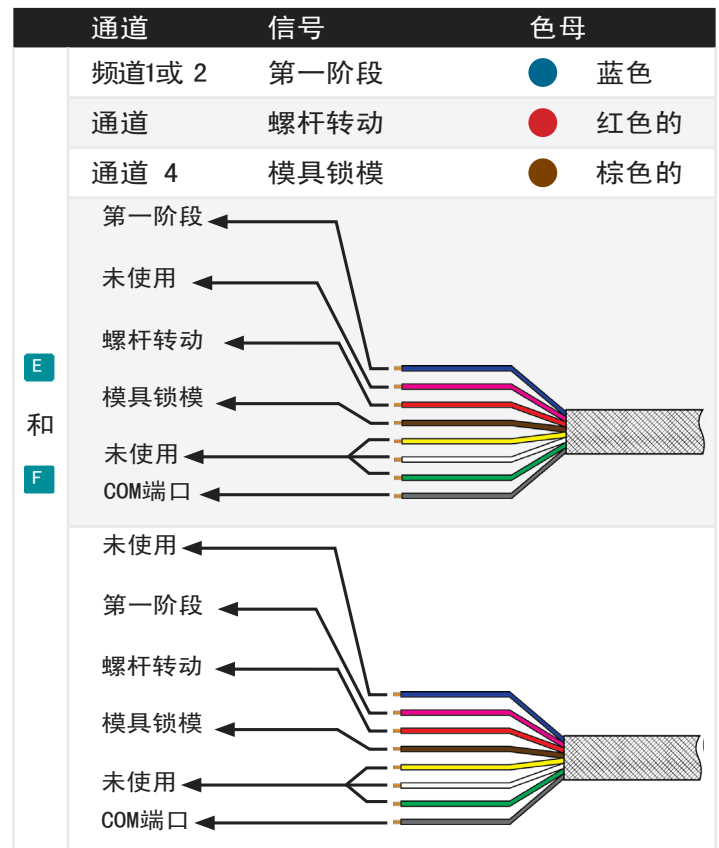 通道 信号 色母
频道1或 2 第一阶段 蓝色
通道 螺杆转动 红色的
通道 4 模具锁模 棕色的
E
和
F
第一阶段
未使用
螺杆转动
模具锁模
未使用
COM端口
未使用
第一阶段
螺杆转动
模具锁模
未使用
COM端口